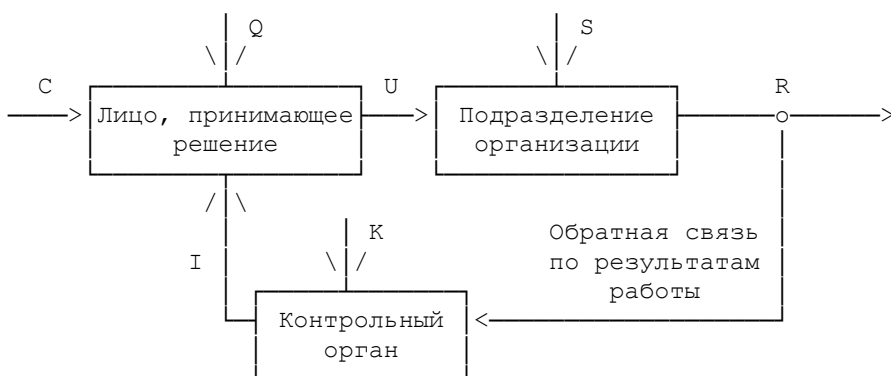 Q
S
C
U
R
Лицо, принимающее
решение
Подразделение
организации
K
I
Обратная связь
по результатам
работы
Контрольный
орган